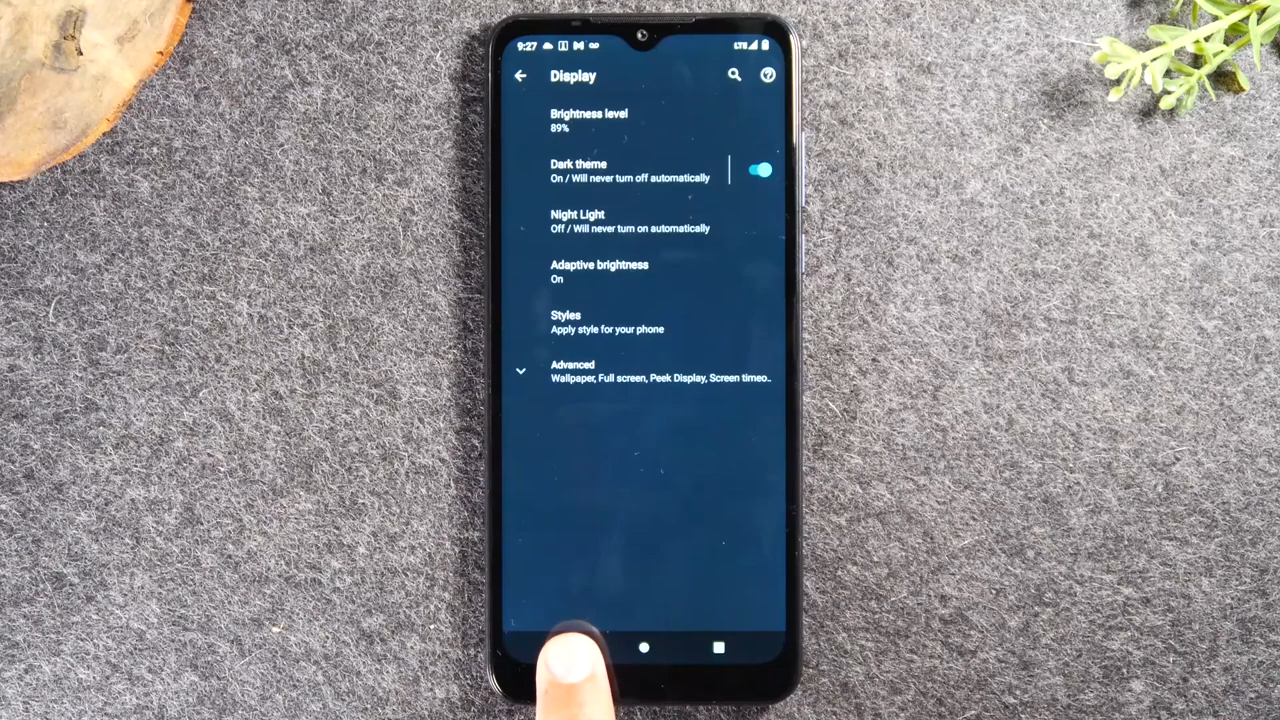 9:27
LTE
Display
Brightness level
89%
Dark theme
On / Will never turn off automatically
Night Light
Off / Will never turn on automatically
Adaptive brightness
On
Styles
Apply style for your phone
Advanced
Wallpaper, Full screen, Peek Display, Screen timeo..